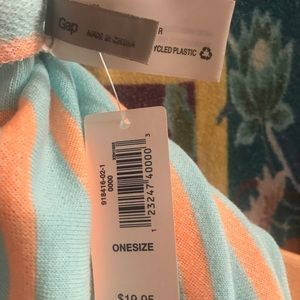 Gap
MADE IN CHINA
R
YCLED PLASTIC
918416-02-1
0000
1 23247 40000 3
ONESIZE
$19.95